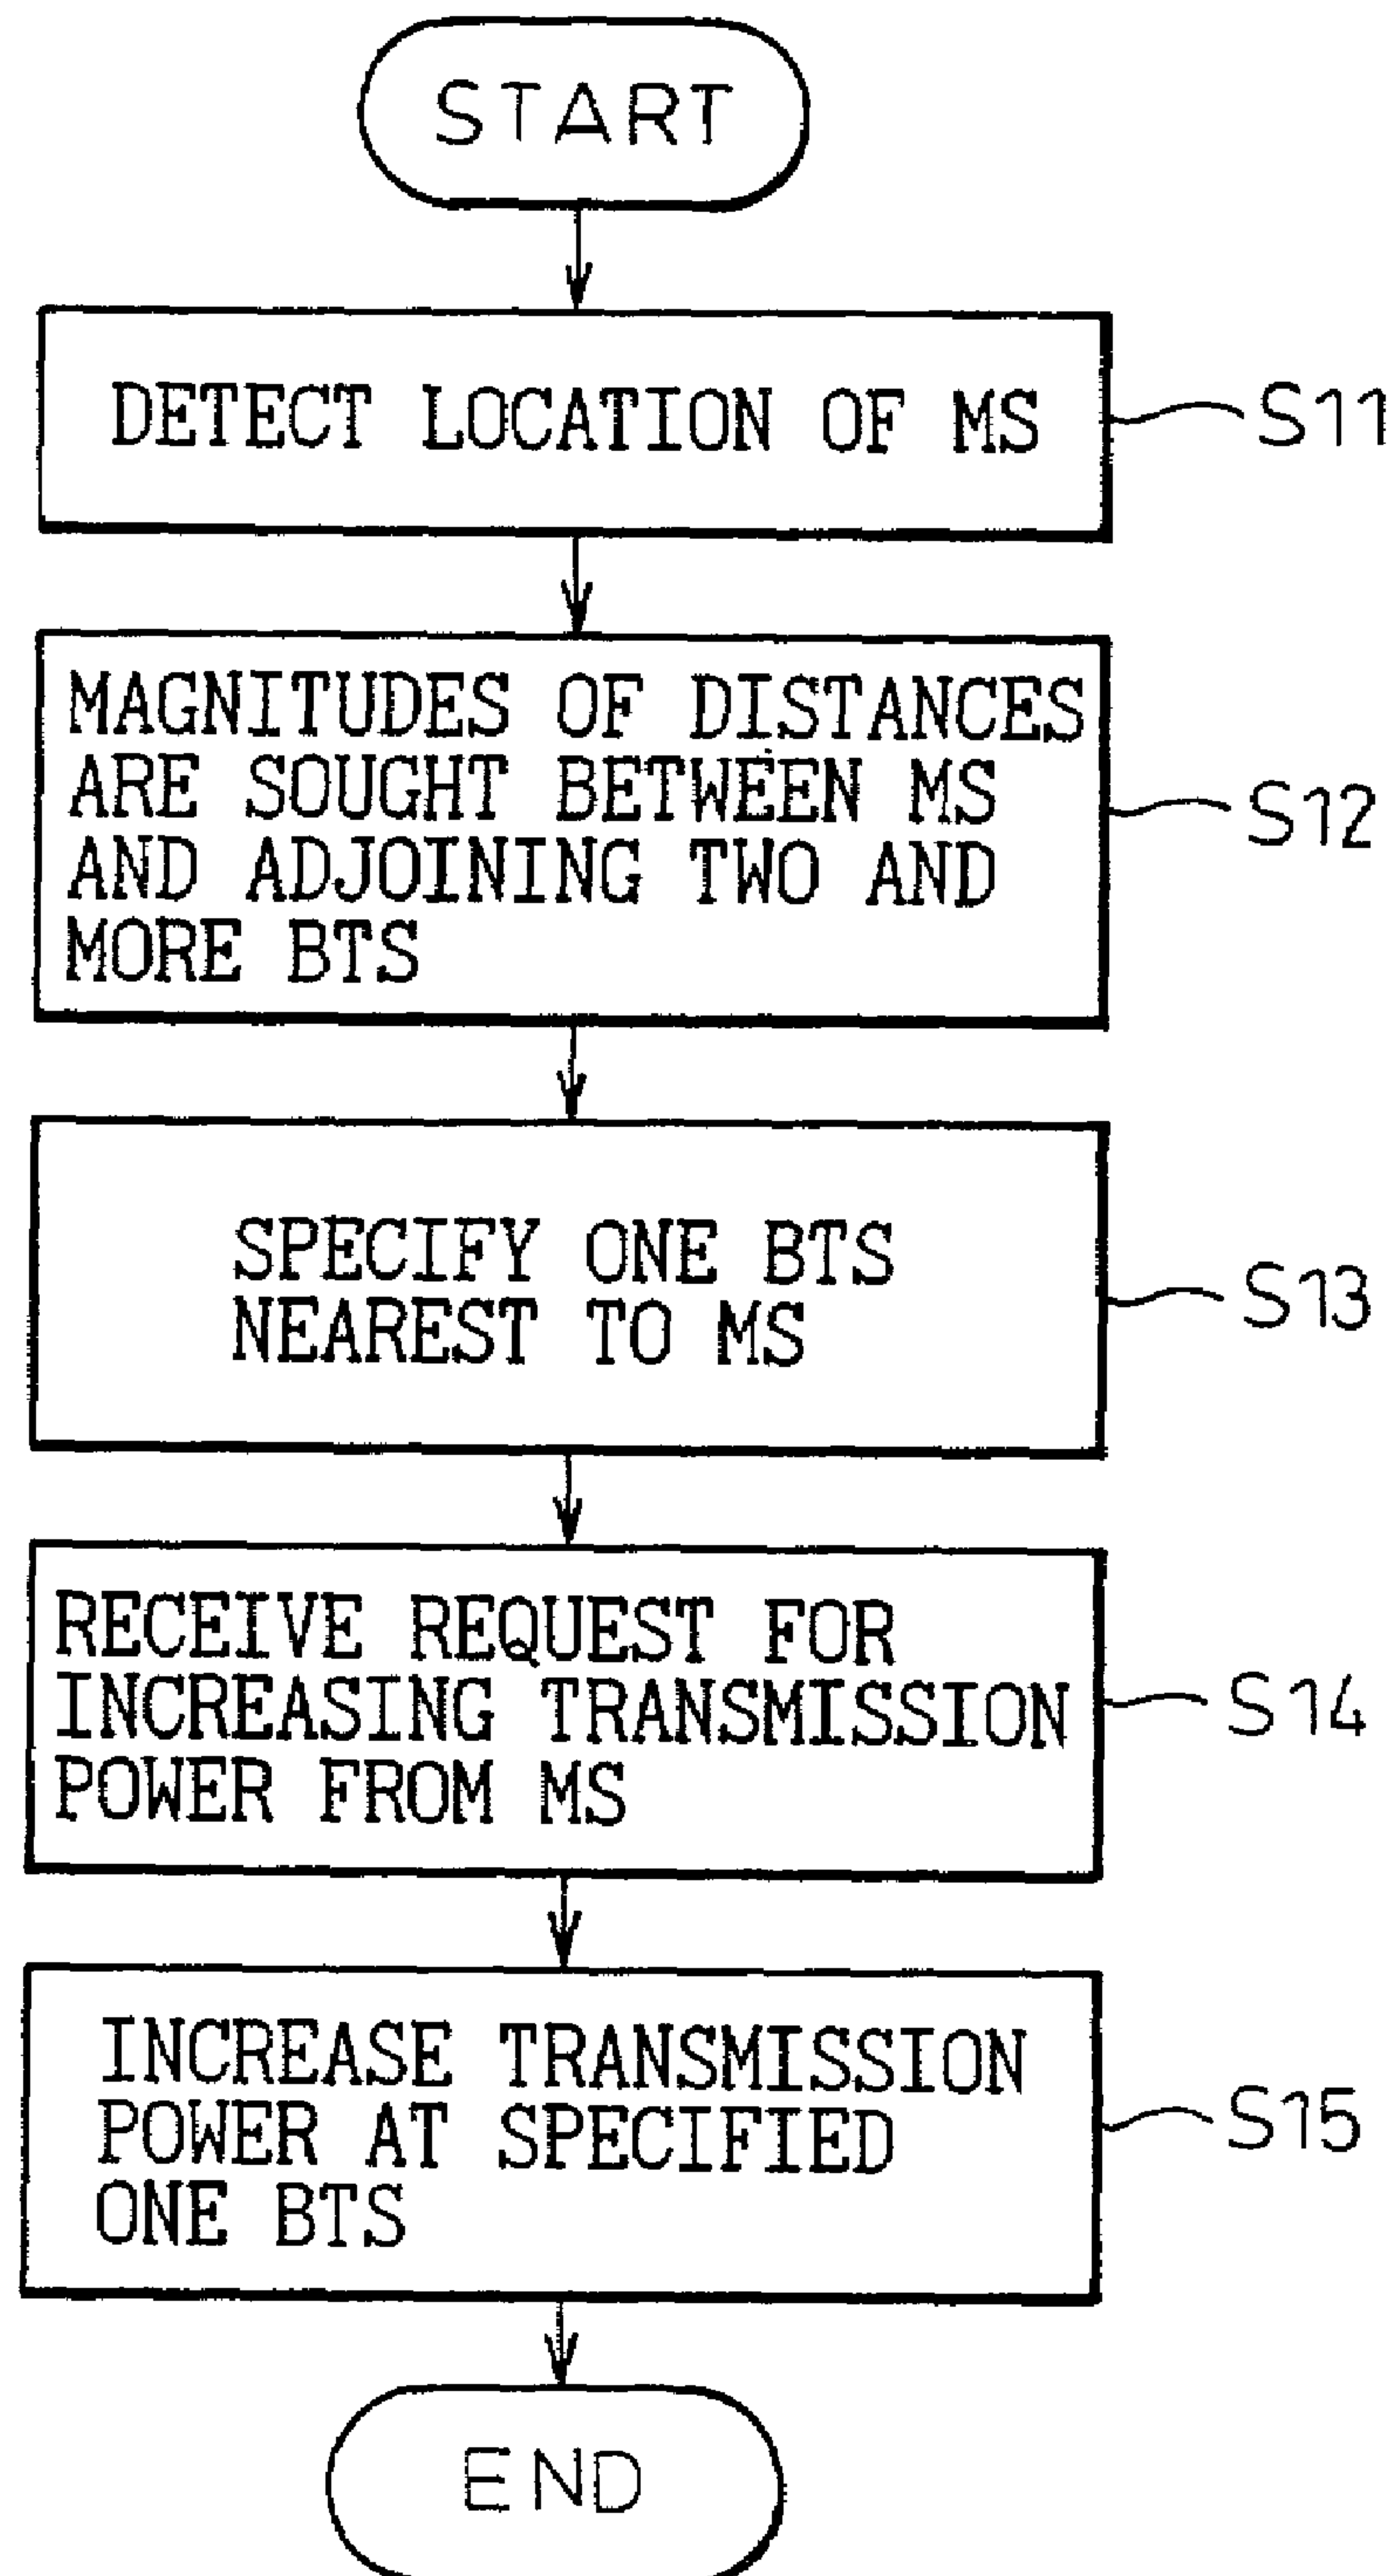 START
DETECT LOCATION OF MS
S11
MAGNITUDES OF DISTANCES
ARE SOUGHT BETWEEN MS
AND ADJOINING TWO AND
MORE BTS
S12
SPECIFY ONE BTS
NEAREST TO MS
S13
RECEIVE REQUEST FOR
INCREASING TRANSMISSION
POWER FROM MS
S14
INCREASE TRANSMISSION
POWER AT SPECIFIED
ONE BTS
S15
END